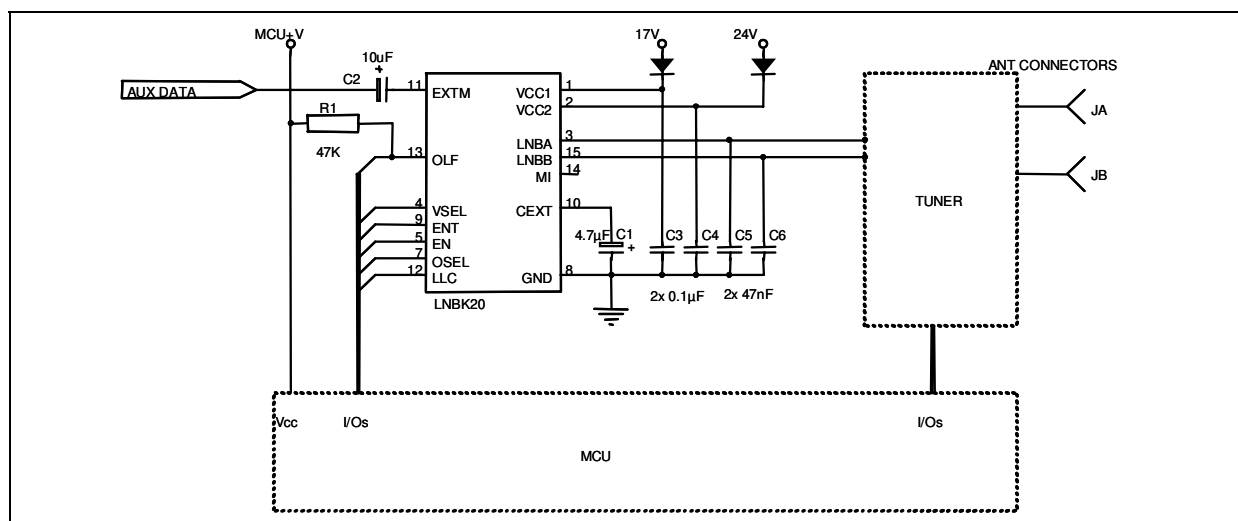 MCU+V
17V
24V
10uF
+
C2
ANT CONNECTORS
AUX DATA
11
EXTM
VCC1
1
VCC2
2
JA
R1
47K
LNBA
3
13
OLF
LNBB
15
MI
14
JB
TUNER
4
VSEL
CEXT
10
9
ENT
4.7µF
C1
+
C3
C4
C5
C6
5
EN
7
OSEL
12
LLC
GND
8
2x 0.1µF
2x 47nF
LNBK20
Vcc
I/Os
I/Os
MCU